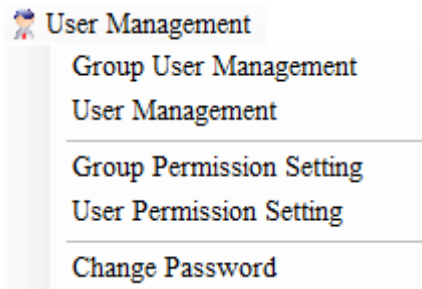 User Management
Group User Management
User Management
Group Permission Setting
User Permission Setting
Change Password